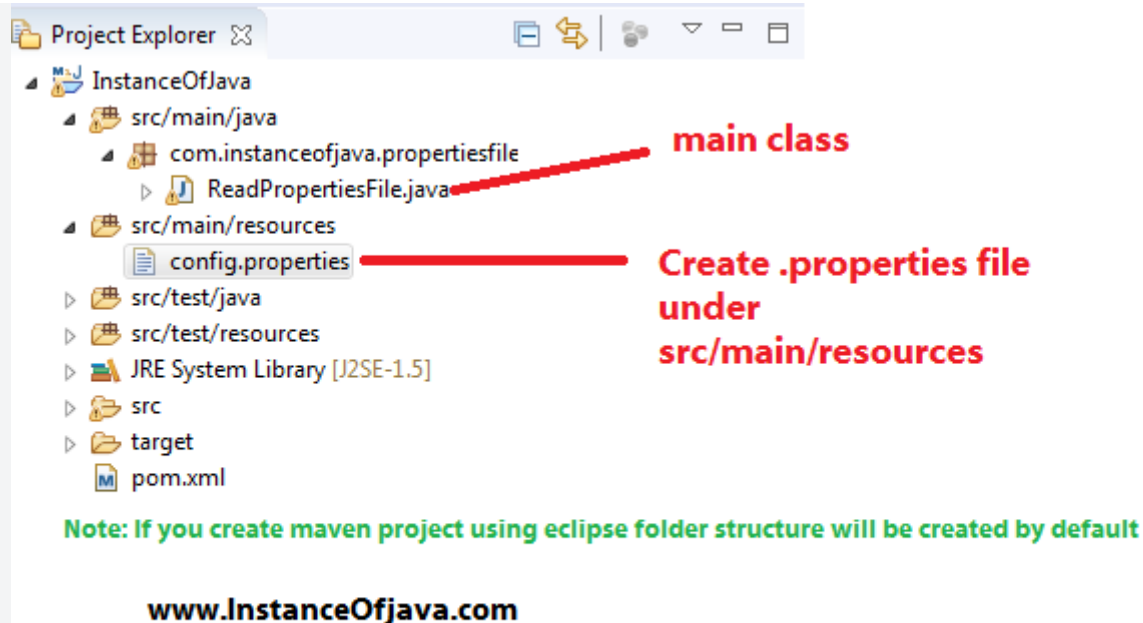 Project Explorer
InstanceOfJava
src/main/java
com.instanceofjava.propertiesfile
ReadPropertiesFile.java
main class
src/main/resources
config.properties
Create .properties file
under
src/main/resources
src/test/java
src/test/resources
JRE System Library [J2SE-1.5]
src
target
pom.xml
Note: If you create maven project using eclipse folder structure will be created by default
www.InstanceOfjava.com